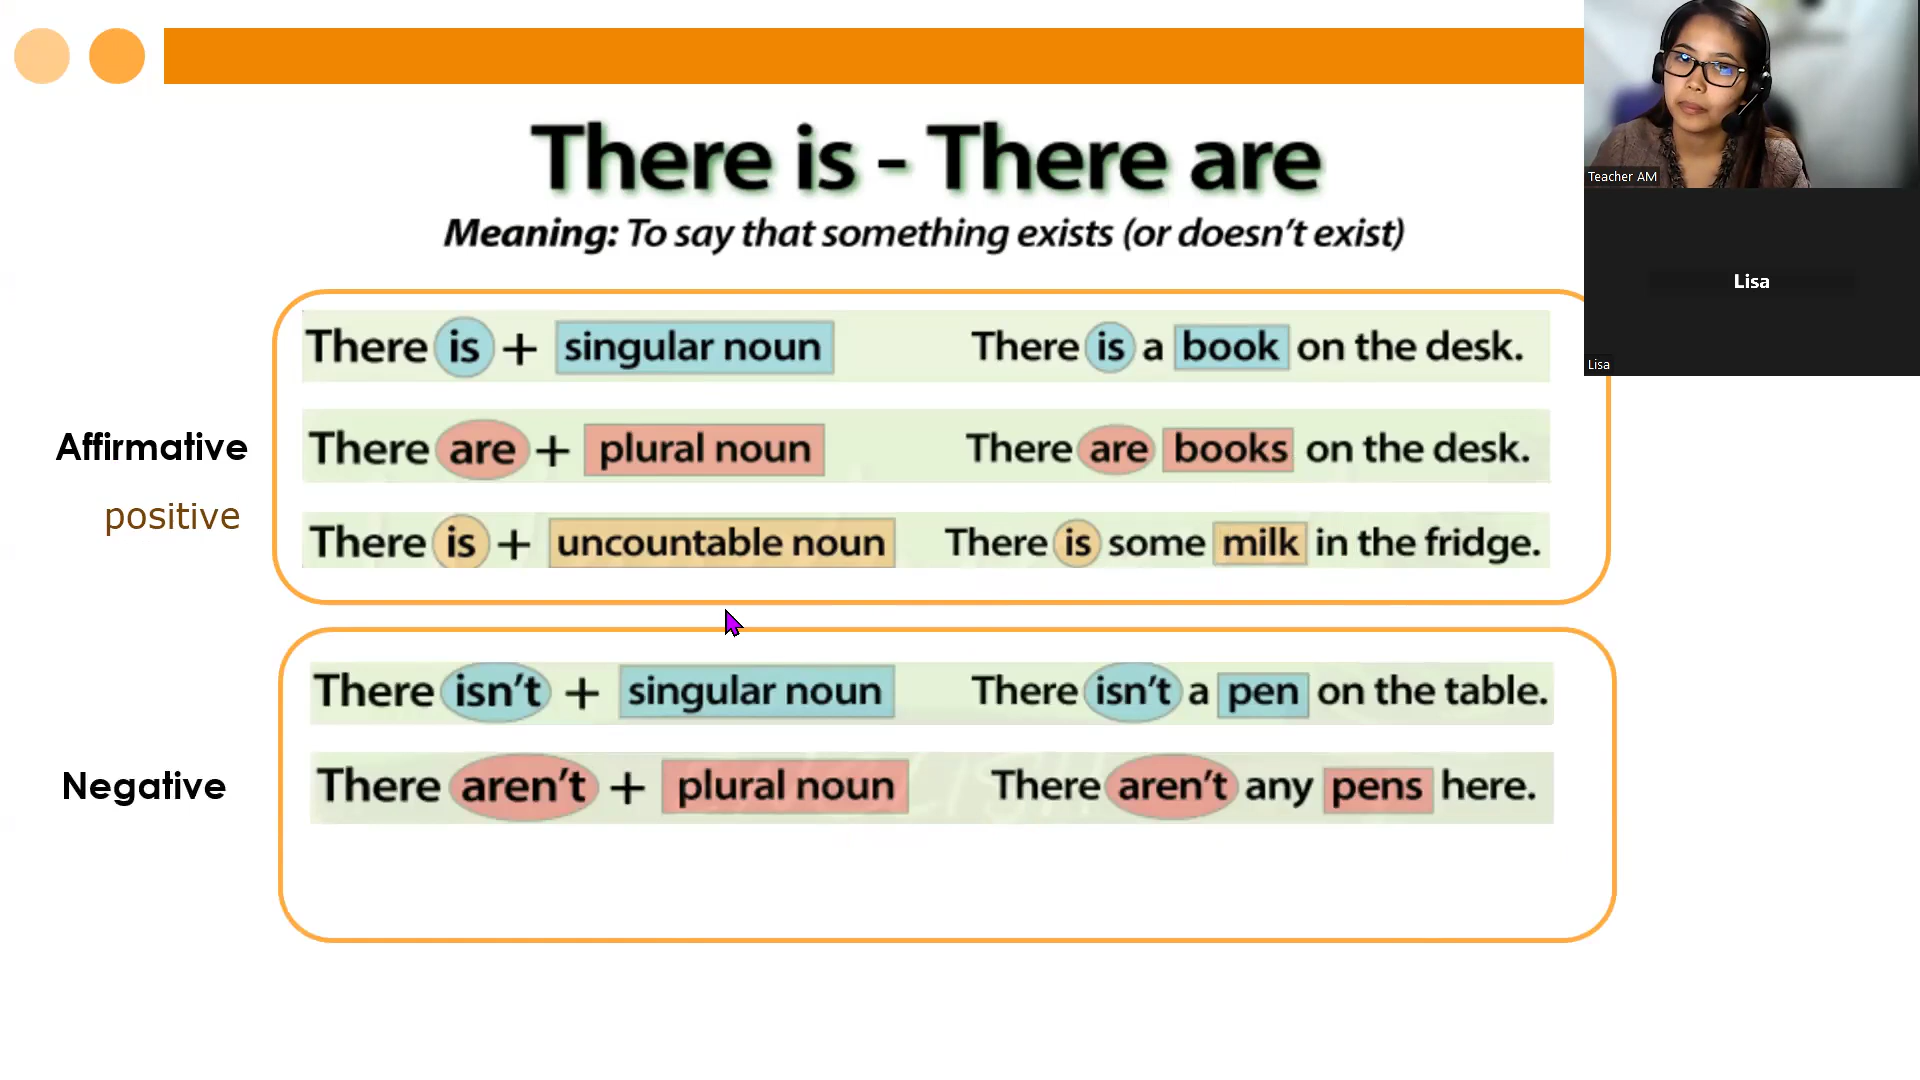 There is - There are
Meaning: To say that something exists (or doesn't exist)
There is + singular noun There is a book on the desk.
Affirmative
There are + plural noun There are books on the desk.
positive
There is + uncountable noun There is some milk in the fridge.
There isn't + singular noun There isn't a pen on the table.
Negative
There aren't + plural noun There aren't any pens here.
Teacher AM
Lisa
Lisa